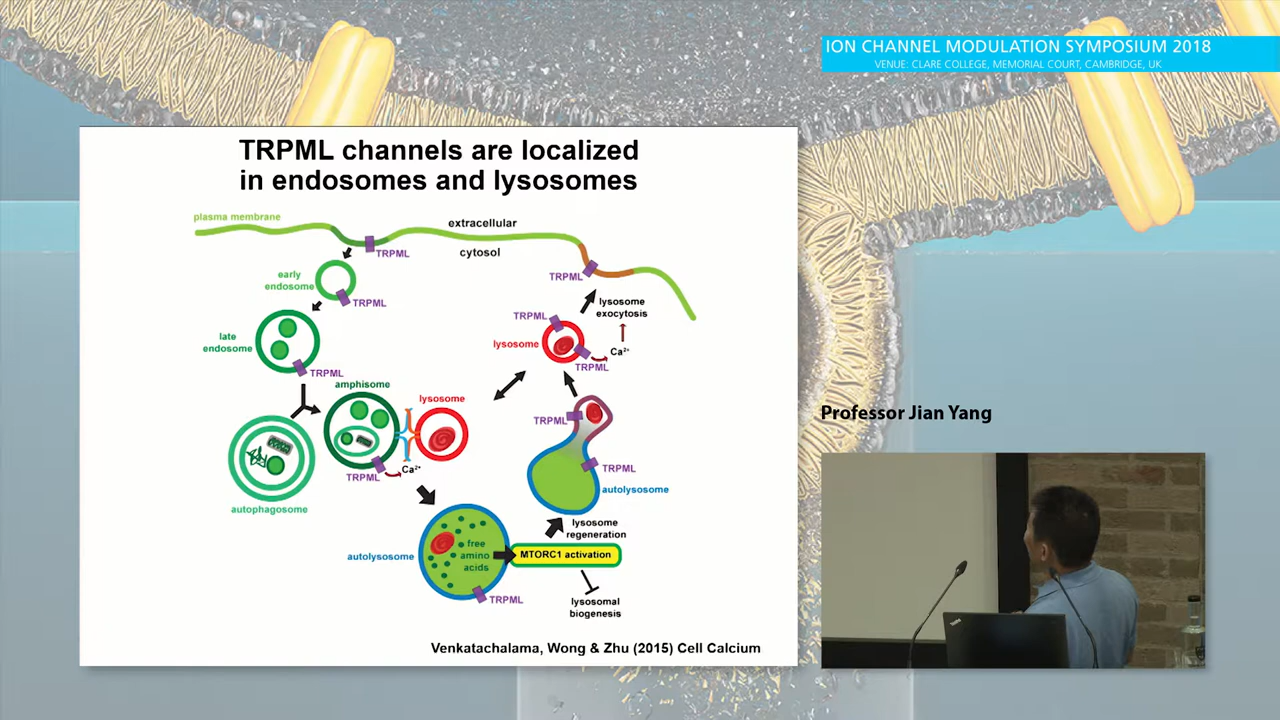 ION CHANNEL MODULATION SYMPOSIUM 2018
VENUE: CLARE COLLEGE, MEMORIAL COURT, CAMBRIDGE, UK
TRPML channels are localized
in endosomes and lysosomes
plasma membrane
extracellular
cytosol
TRPML
early
endosome
TRPML
late
endosome
TRPML
autophagosome
amphisome
TRPML
Ca²⁺
lysosome
autolysosome
free
amino
acids
TRPML
MTORC1 activation
lysosomal
biogenesis
lysosome
regeneration
autolysosome
TRPML
TRPML
lysosome
TRPML
TRPML
Ca²⁺
lysosome
exocytosis
TRPML
Venkatachalama, Wong & Zhu (2015) Cell Calcium
Professor Jian Yang